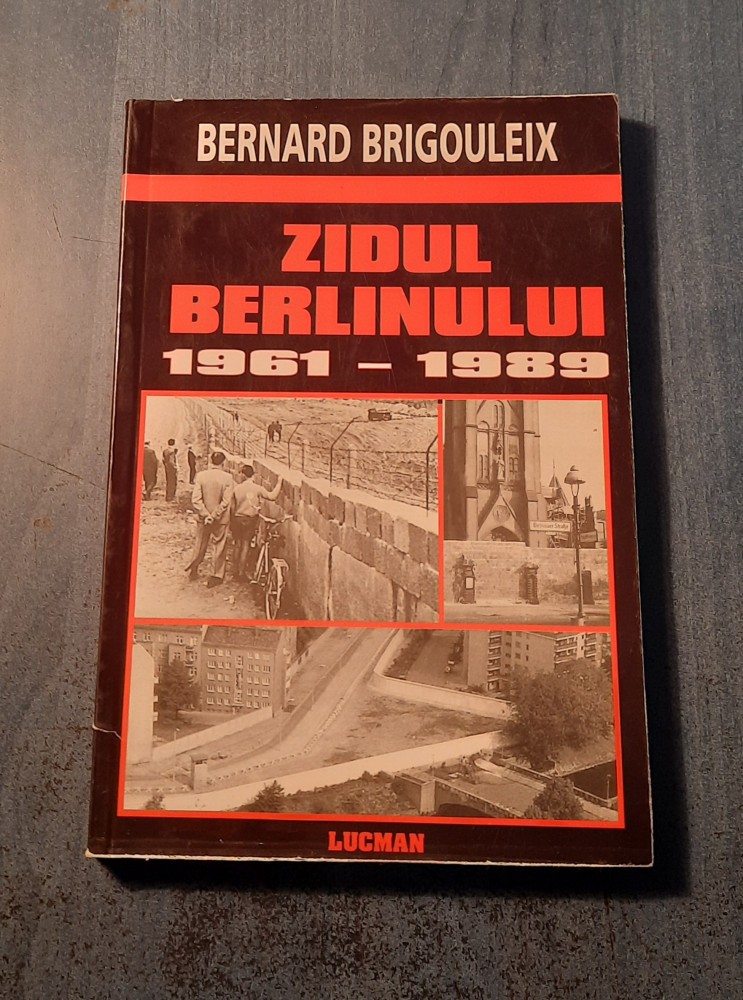 BERNARD BRIGOULEIX
ZIDUL
BERLINULUI
1961 – 1989
LUCMAN